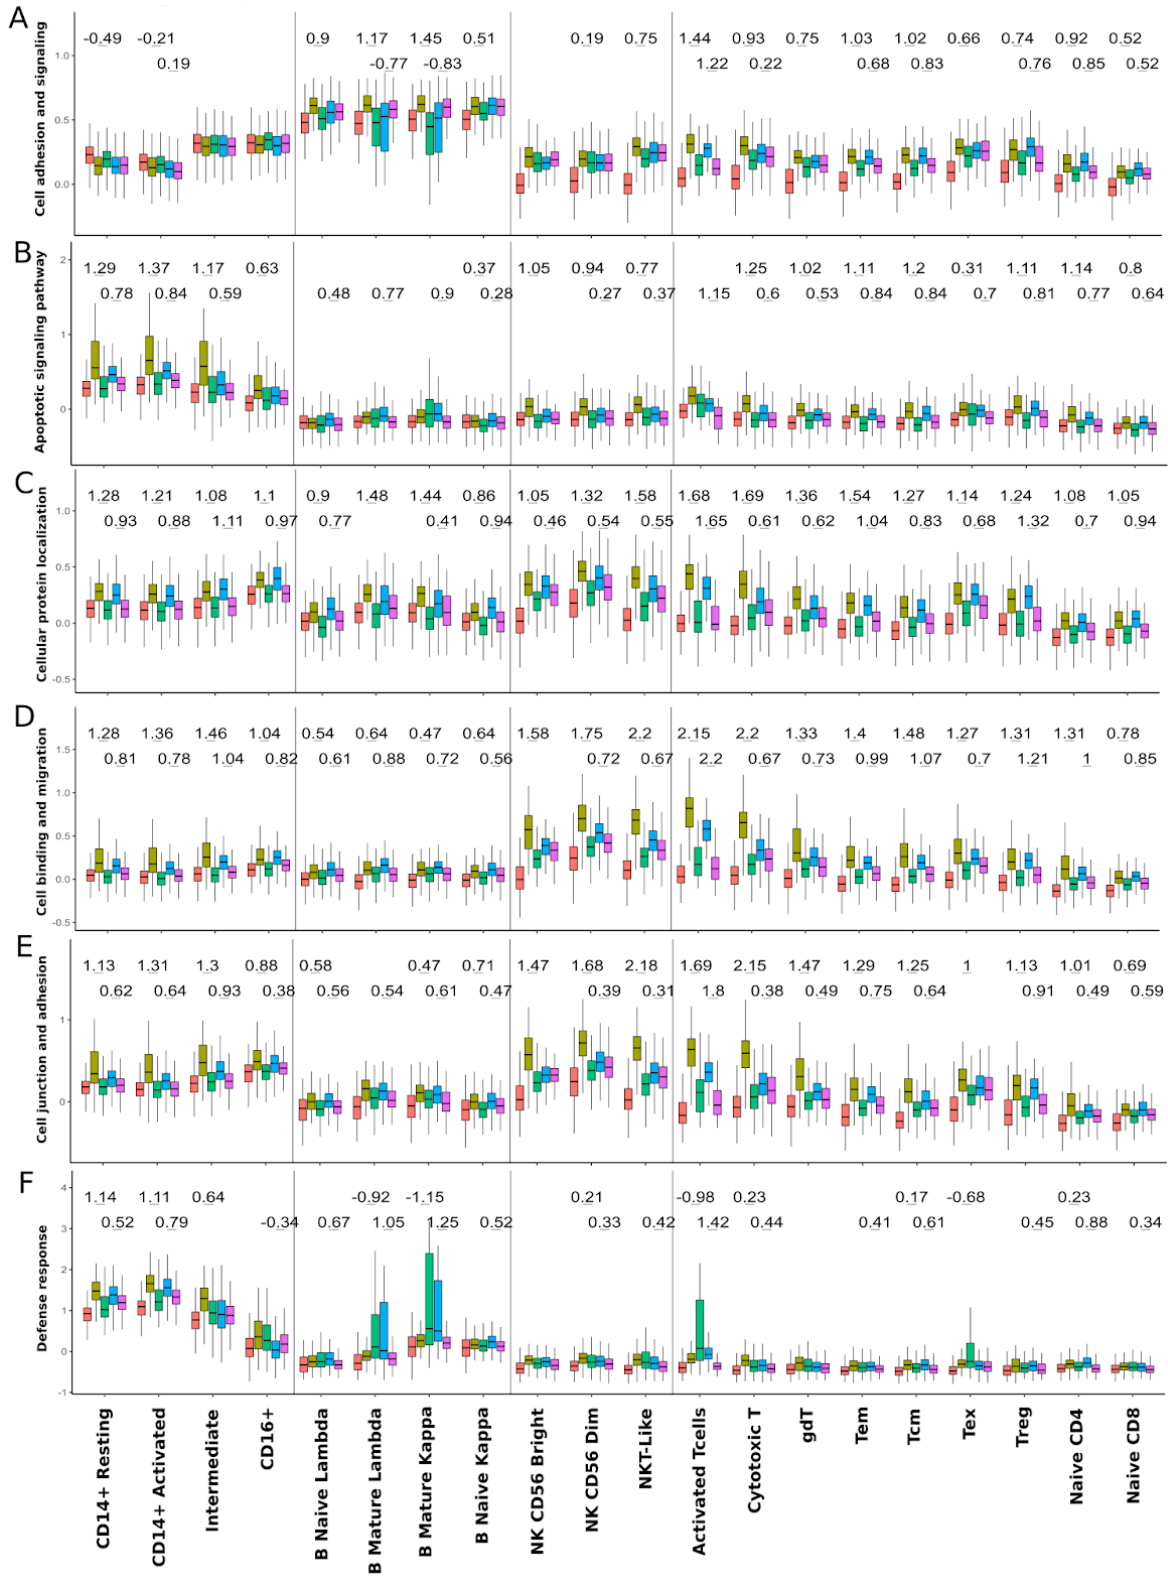 A
Cell adhesion and signaling
-0.49 -0.21 0.9 1.17 1.45 0.51 0.19 0.75 1.44 0.93 0.75 1.03 1.02 0.66 0.74 0.92 0.52
0.19 -0.77 -0.83 1.22 0.22 0.68 0.83 0.76 0.85 0.52
1.0
0.5
0.0
B
Apoptotic signaling pathway
2
1.29 1.37 1.17 0.63 0.37 1.05 0.94 0.77 1.25 1.02 1.11 1.2 0.31 1.11 1.14 0.8
0.78 0.84 0.59 0.48 0.77 0.9 0.28 0.27 0.37 1.15 0.6 0.53 0.84 0.84 0.7 0.81 0.77 0.64
1
0
C
Cellular protein localization
1.28 1.21 1.08 1.1 0.9 1.48 1.44 0.86 1.05 1.32 1.58 1.68 1.69 1.36 1.54 1.27 1.14 1.24 1.08 1.05
1.0
0.93 0.88 1.11 0.97 0.77 0.41 0.94 0.46 0.54 0.55 1.65 0.61 0.62 1.04 0.83 0.68 1.32 0.7 0.94
0.5
0.0
-0.5
D
Cell binding and migration
1.28 1.36 1.46 1.04 0.54 0.64 0.47 0.64 1.58 1.75 2.2 2.15 2.2 1.33 1.4 1.48 1.27 1.31 1.31 0.78
1.5
0.81 0.78 1.04 0.82 0.61 0.88 0.72 0.56 0.72 0.67 2.2 0.67 0.73 0.99 1.07 0.7 1.21 1 0.85
1.0
0.5
0.0
-0.5
E
Cell junction and adhesion
1.13 1.31 1.3 0.88 0.58 0.47 0.71 1.47 1.68 2.18 1.69 2.15 1.47 1.29 1.25 1 1.13 1.01 0.69
0.62 0.64 0.93 0.38 0.56 0.54 0.61 0.47 0.39 0.31 1.8 0.38 0.49 0.75 0.64 0.91 0.49 0.59
1
0
F
Defense response
4
1.14 1.11 0.64 -0.92 -1.15 0.21 -0.98 0.23 0.17 -0.68 0.23
3
0.52 0.79 -0.34 0.67 1.05 1.25 0.52 0.33 0.42 1.42 0.44 0.41 0.61 0.45 0.88 0.34
2
1
0
-1
CD14+ Resting
CD14+ Activated
Intermediate
CD16+
B Naive Lambda
B Mature Lambda
B Mature Kappa
B Naive Kappa
NK CD56 Bright
NK CD56 Dim
NKT-Like
Activated Tcells
Cytotoxic T
gdT
Tem
Tcm
Tex
Treg
Naive CD4
Naive CD8